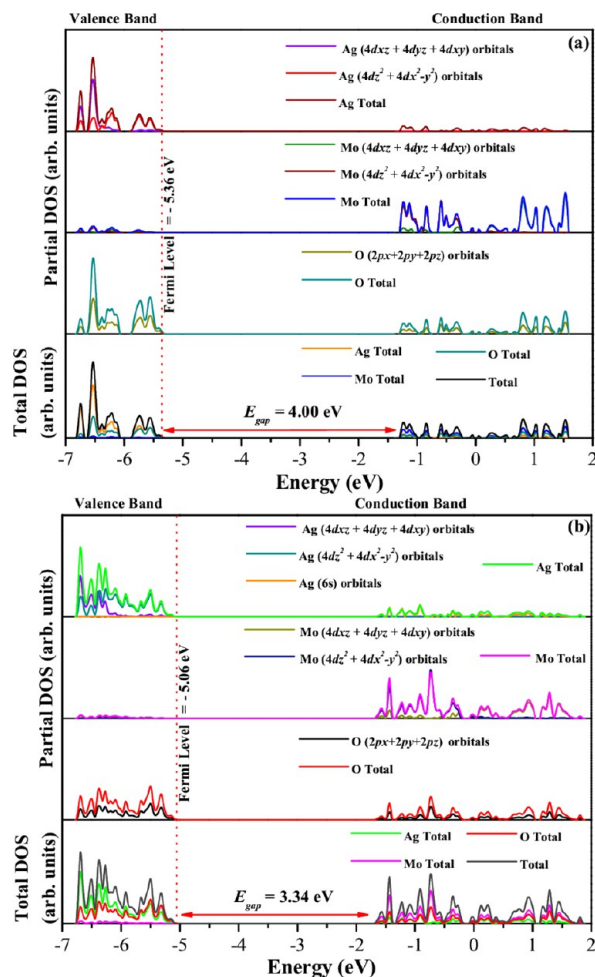 Valence Band Conduction Band
(a)
Ag (4dxz + 4dyz + 4dxy) orbitals
Ag (4dz² + 4dx²-y²) orbitals
Ag Total
Mo (4dxz + 4dyz + 4dxy) orbitals
Mo (4dz² + 4dx²-y²) orbitals
Mo Total
O (2px+2py+2pz) orbitals
O Total
Ag Total O Total
Mo Total Total
Partial DOS (arb. units)
Total DOS
(arb. units)
Fermi Level = - 5.36 eV
E gap = 4.00 eV
-7 -6 -5 -4 -3 -2 -1 0 1 2
Energy (eV)
Valence Band Conduction Band
(b)
Ag (4dxz + 4dyz + 4dxy) orbitals
Ag (4dz² + 4dx²-y²) orbitals Ag Total
Ag (6s) orbitals
Mo (4dxz + 4dyz + 4dxy) orbitals
Mo (4dz² + 4dx²-y²) orbitals Mo Total
O (2px+2py+2pz) orbitals
O Total
Ag Total O Total
Mo Total Total
Partial DOS (arb. units)
Total DOS
(arb. units)
Fermi Level = - 5.06 eV
E gap = 3.34 eV
-7 -6 -5 -4 -3 -2 -1 0 1 2
Energy (eV)